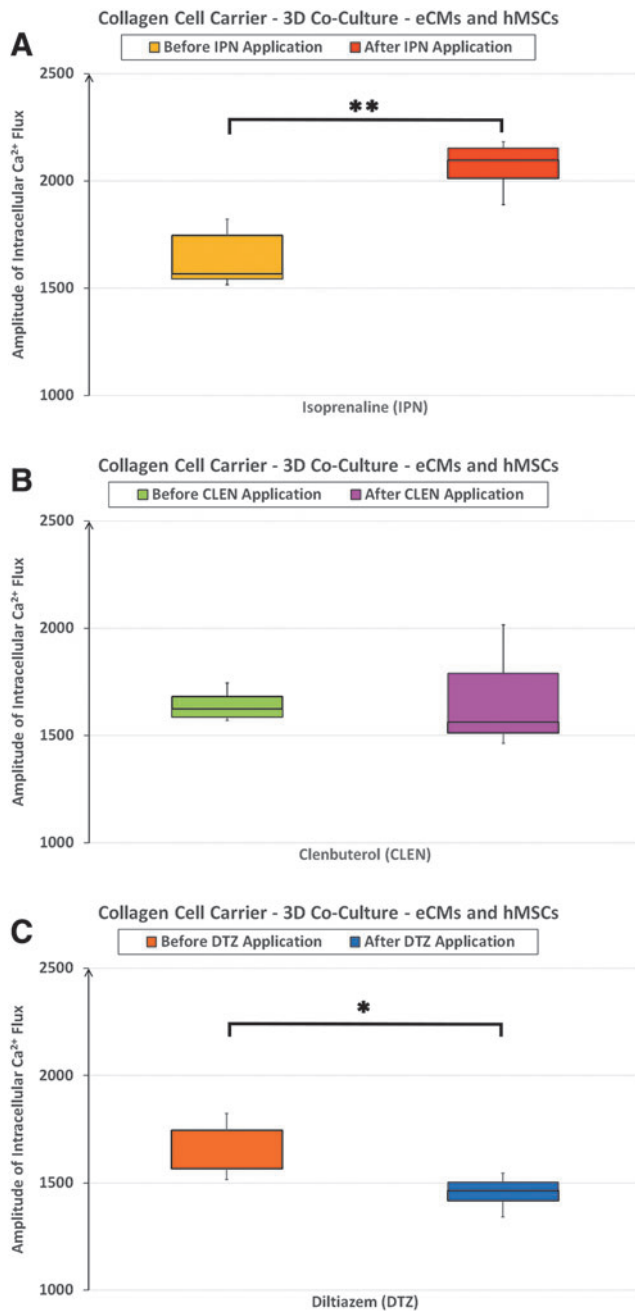 Collagen Cell Carrier - 3D Co-Culture - eCMs and hMSCs
A
Before IPN Application After IPN Application
2500
**
2000
1500
1000
Amplitude of Intracellular Ca²⁺ Flux
Isoprenaline (IPN)
Collagen Cell Carrier - 3D Co-Culture - eCMs and hMSCs
B
Before CLEN Application After CLEN Application
2500
2000
1500
1000
Amplitude of Intracellular Ca²⁺ Flux
Clenbuterol (CLEN)
Collagen Cell Carrier - 3D Co-Culture - eCMs and hMSCs
C
Before DTZ Application After DTZ Application
2500
*
2000
1500
1000
Amplitude of Intracellular Ca²⁺ Flux
Diltiazem (DTZ)